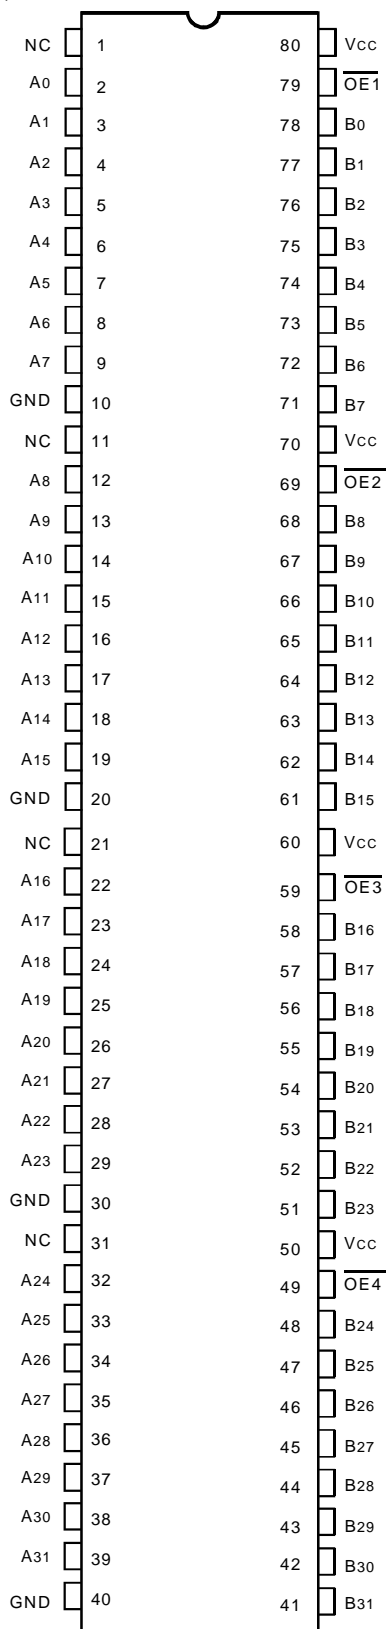 NC 1 80 VCC
A0 2 79 OE1
A1 3 78 B0
A2 4 77 B1
A3 5 76 B2
A4 6 75 B3
A5 7 74 B4
A6 8 73 B5
A7 9 72 B6
GND 10 71 B7
NC 11 70 VCC
A8 12 69 OE2
A9 13 68 B8
A10 14 67 B9
A11 15 66 B10
A12 16 65 B11
A13 17 64 B12
A14 18 63 B13
A15 19 62 B14
GND 20 61 B15
NC 21 60 VCC
A16 22 59 OE3
A17 23 58 B16
A18 24 57 B17
A19 25 56 B18
A20 26 55 B19
A21 27 54 B20
A22 28 53 B21
A23 29 52 B22
GND 30 51 B23
NC 31 50 VCC
A24 32 49 OE4
A25 33 48 B24
A26 34 47 B25
A27 35 46 B26
A28 36 45 B27
A29 37 44 B28
A30 38 43 B29
A31 39 42 B30
GND 40 41 B31